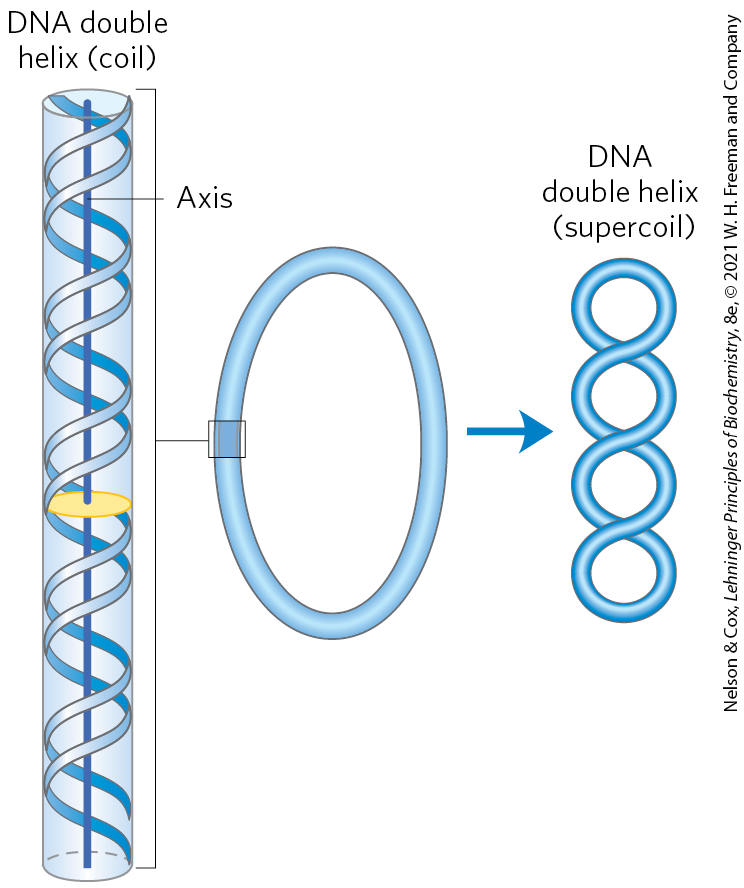 DNA double
helix (coil)
Axis
DNA
double helix
(supercoil)
Nelson & Cox, Lehninger Principles of Biochemistry, 8e, © 2021 W. H. Freeman and Company